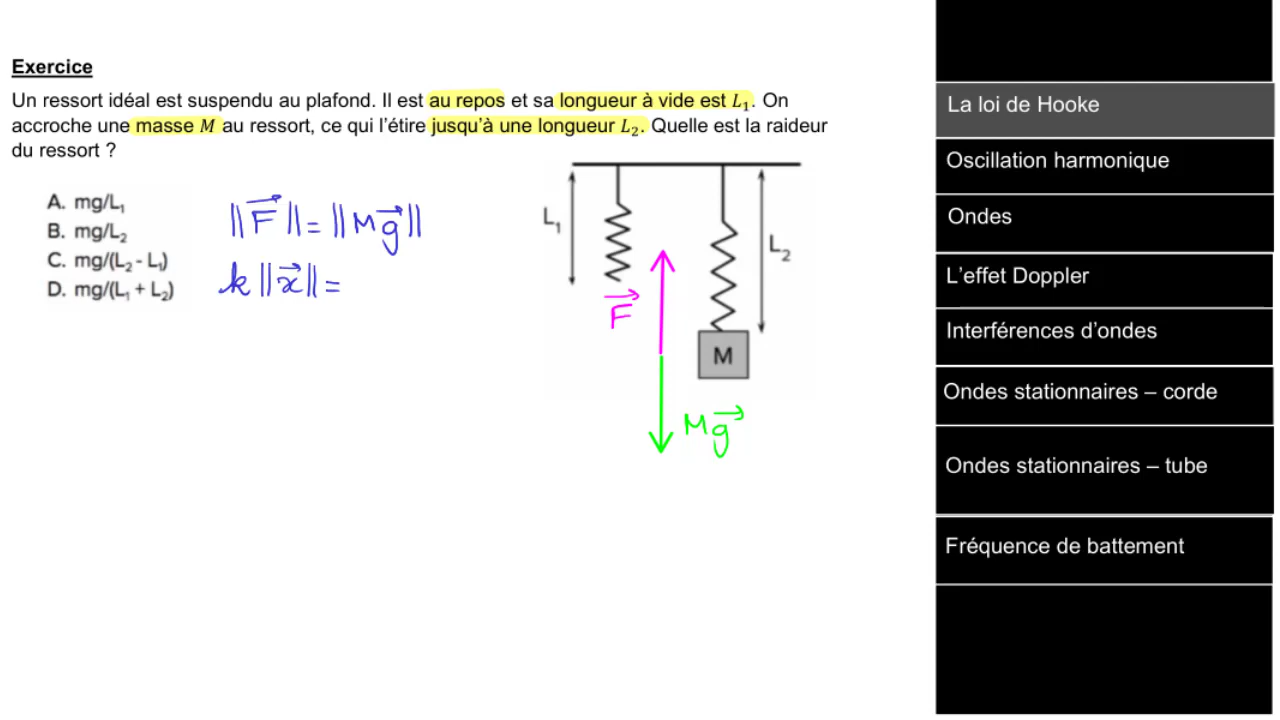 Exercice
Un ressort idéal est suspendu au plafond. Il est au repos et sa longueur à vide est L₁. On
accroche une masse M au ressort, ce qui l'étire jusqu'à une longueur L₂. Quelle est la raideur
du ressort ?
A. mg/L₁
B. mg/L₂
C. mg/(L₂ - L₁)
D. mg/(L₁ + L₂)
||F⃗|| = ||Mg⃗||
k||x⃗|| =
L₁
L₂
F⃗
M
Mg⃗
La loi de Hooke
Oscillation harmonique
Ondes
L'effet Doppler
Interférences d'ondes
Ondes stationnaires – corde
Ondes stationnaires – tube
Fréquence de battement